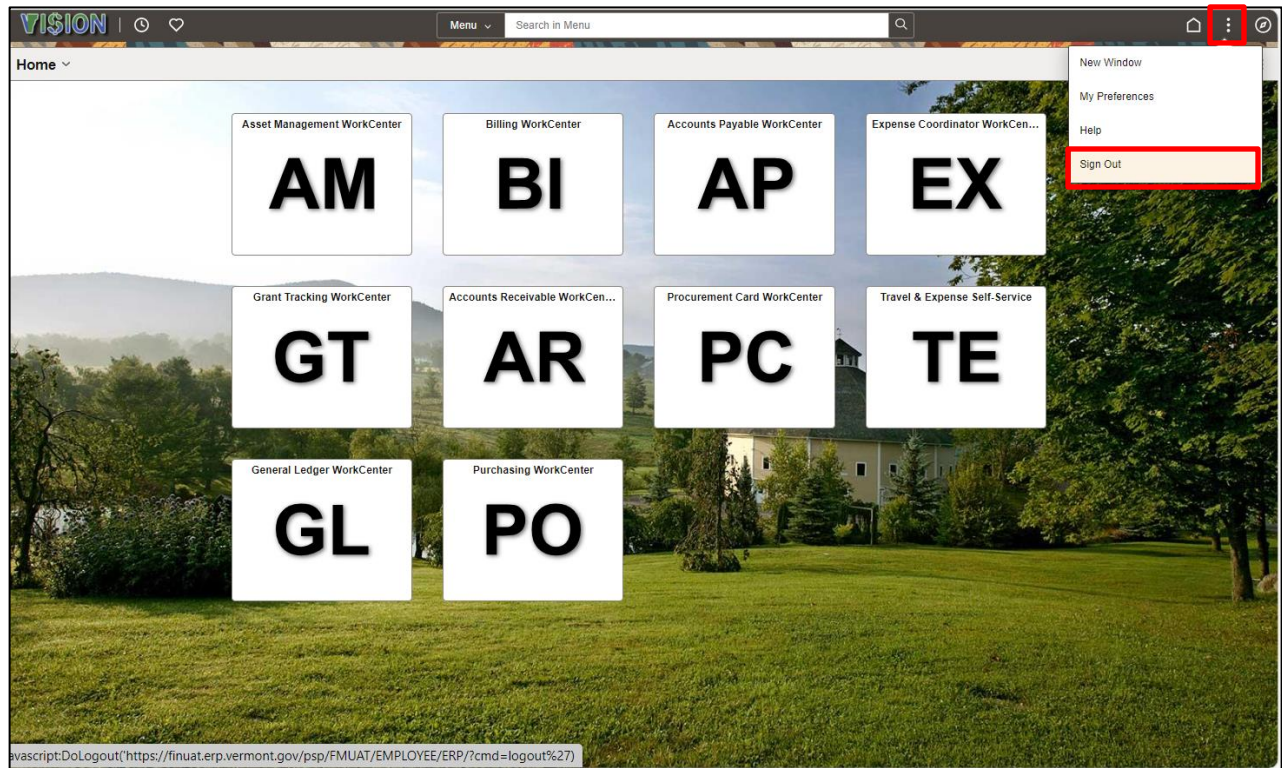 VISION
Menu
Search in Menu
Home
New Window
My Preferences
Help
Sign Out
Asset Management WorkCenter
AM
Billing WorkCenter
BI
Accounts Payable WorkCenter
AP
Expense Coordinator WorkCen...
EX
Grant Tracking WorkCenter
GT
Accounts Receivable WorkCen...
AR
Procurement Card WorkCenter
PC
Travel & Expense Self-Service
TE
General Ledger WorkCenter
GL
Purchasing WorkCenter
PO
avascript:DoLogout('https://finuat.erp.vermont.gov/psp/FMUAT/EMPLOYEE/ERP/?cmd=logout%27)